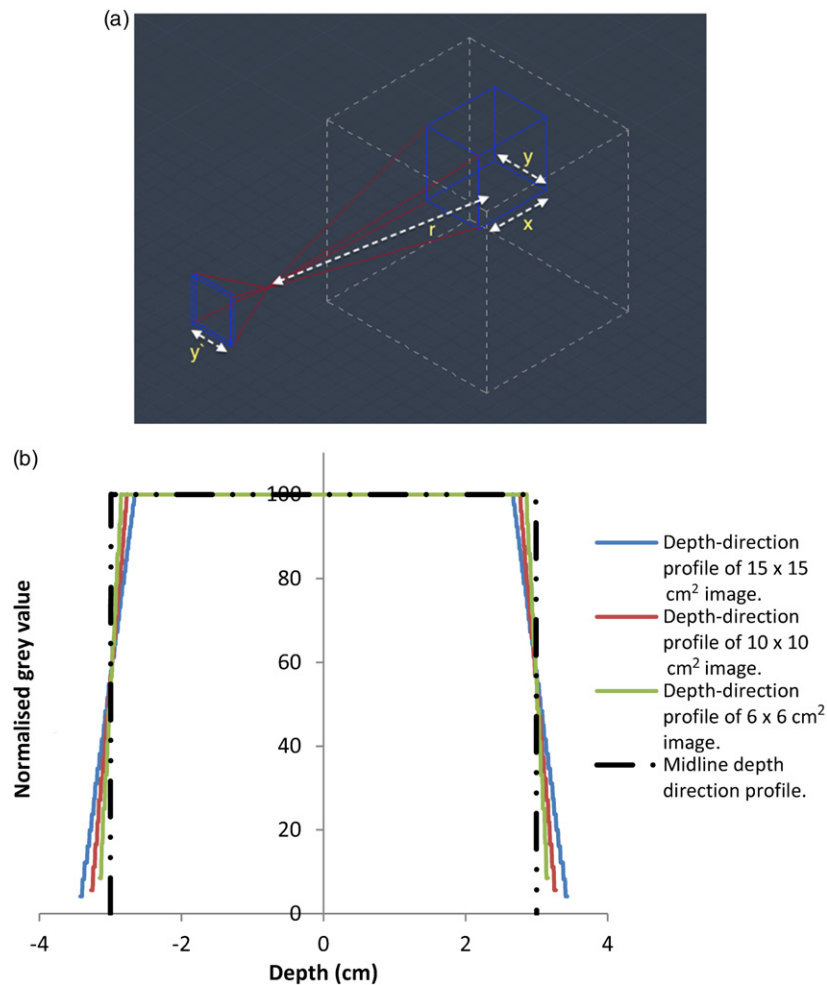 (a)
y
x
r
y`
(b)
100
80
60
40
20
0
-4
-2
0
2
4
Normalised grey value
Depth (cm)
Depth-direction
profile of 15 x 15
cm² image.
Depth-direction
profile of 10 x 10
cm² image.
Depth-direction
profile of 6 x 6 cm²
image.
Midline depth
direction profile.